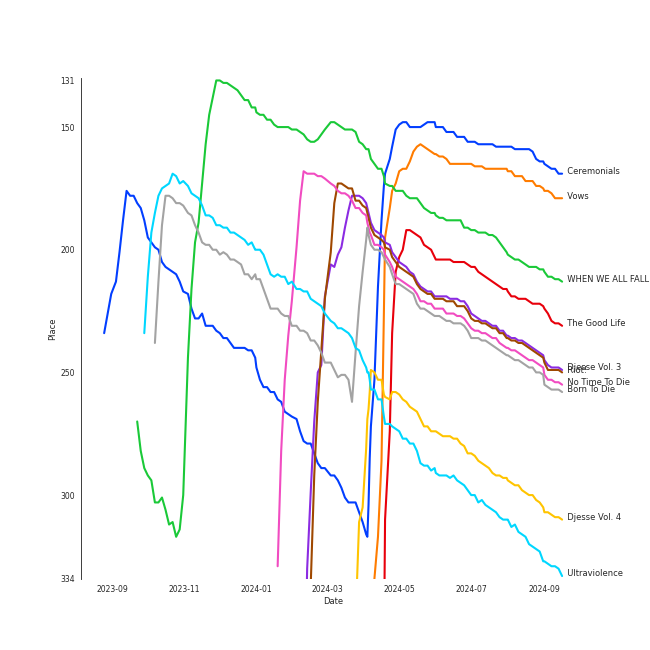 131
150
200
250
300
334
Place
2023-09
2023-11
2024-01
2024-03
2024-05
2024-07
2024-09
Date
Ceremonials
Vows
WHEN WE ALL FALL
The Good Life
Djesse Vol. 3
No Time To Die
Born To Die
Djesse Vol. 4
Ultraviolence